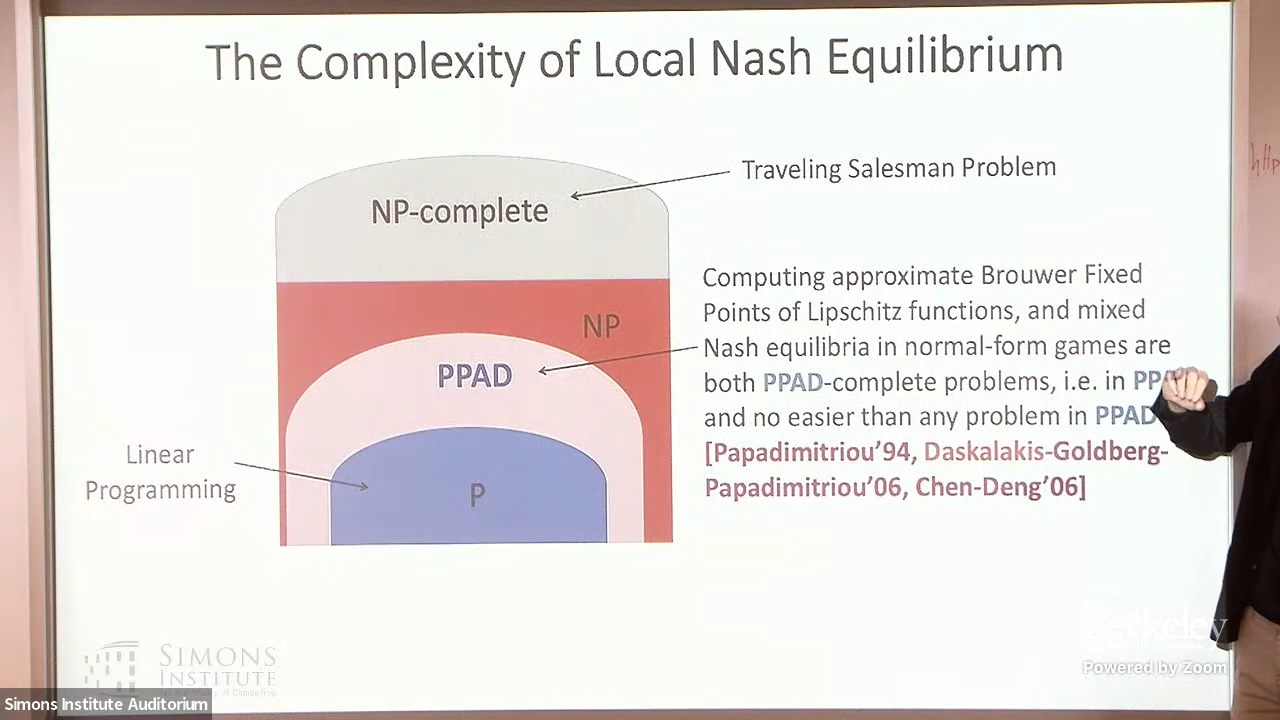 The Complexity of Local Nash Equilibrium
Traveling Salesman Problem
NP-complete
Computing approximate Brouwer Fixed
Points of Lipschitz functions, and mixed
Nash equilibria in normal-form games are
both PPAD-complete problems, i.e. in
and no easier than any problem in PPAD
[Papadimitriou’94, Daskalakis-Goldberg-
Papadimitriou’06, Chen-Deng’06]
NP
PPAD
Linear
Programming
P
SIMONS
INSTITUTE
Berkeley
Powered by Zoom
Simons Institute Auditorium